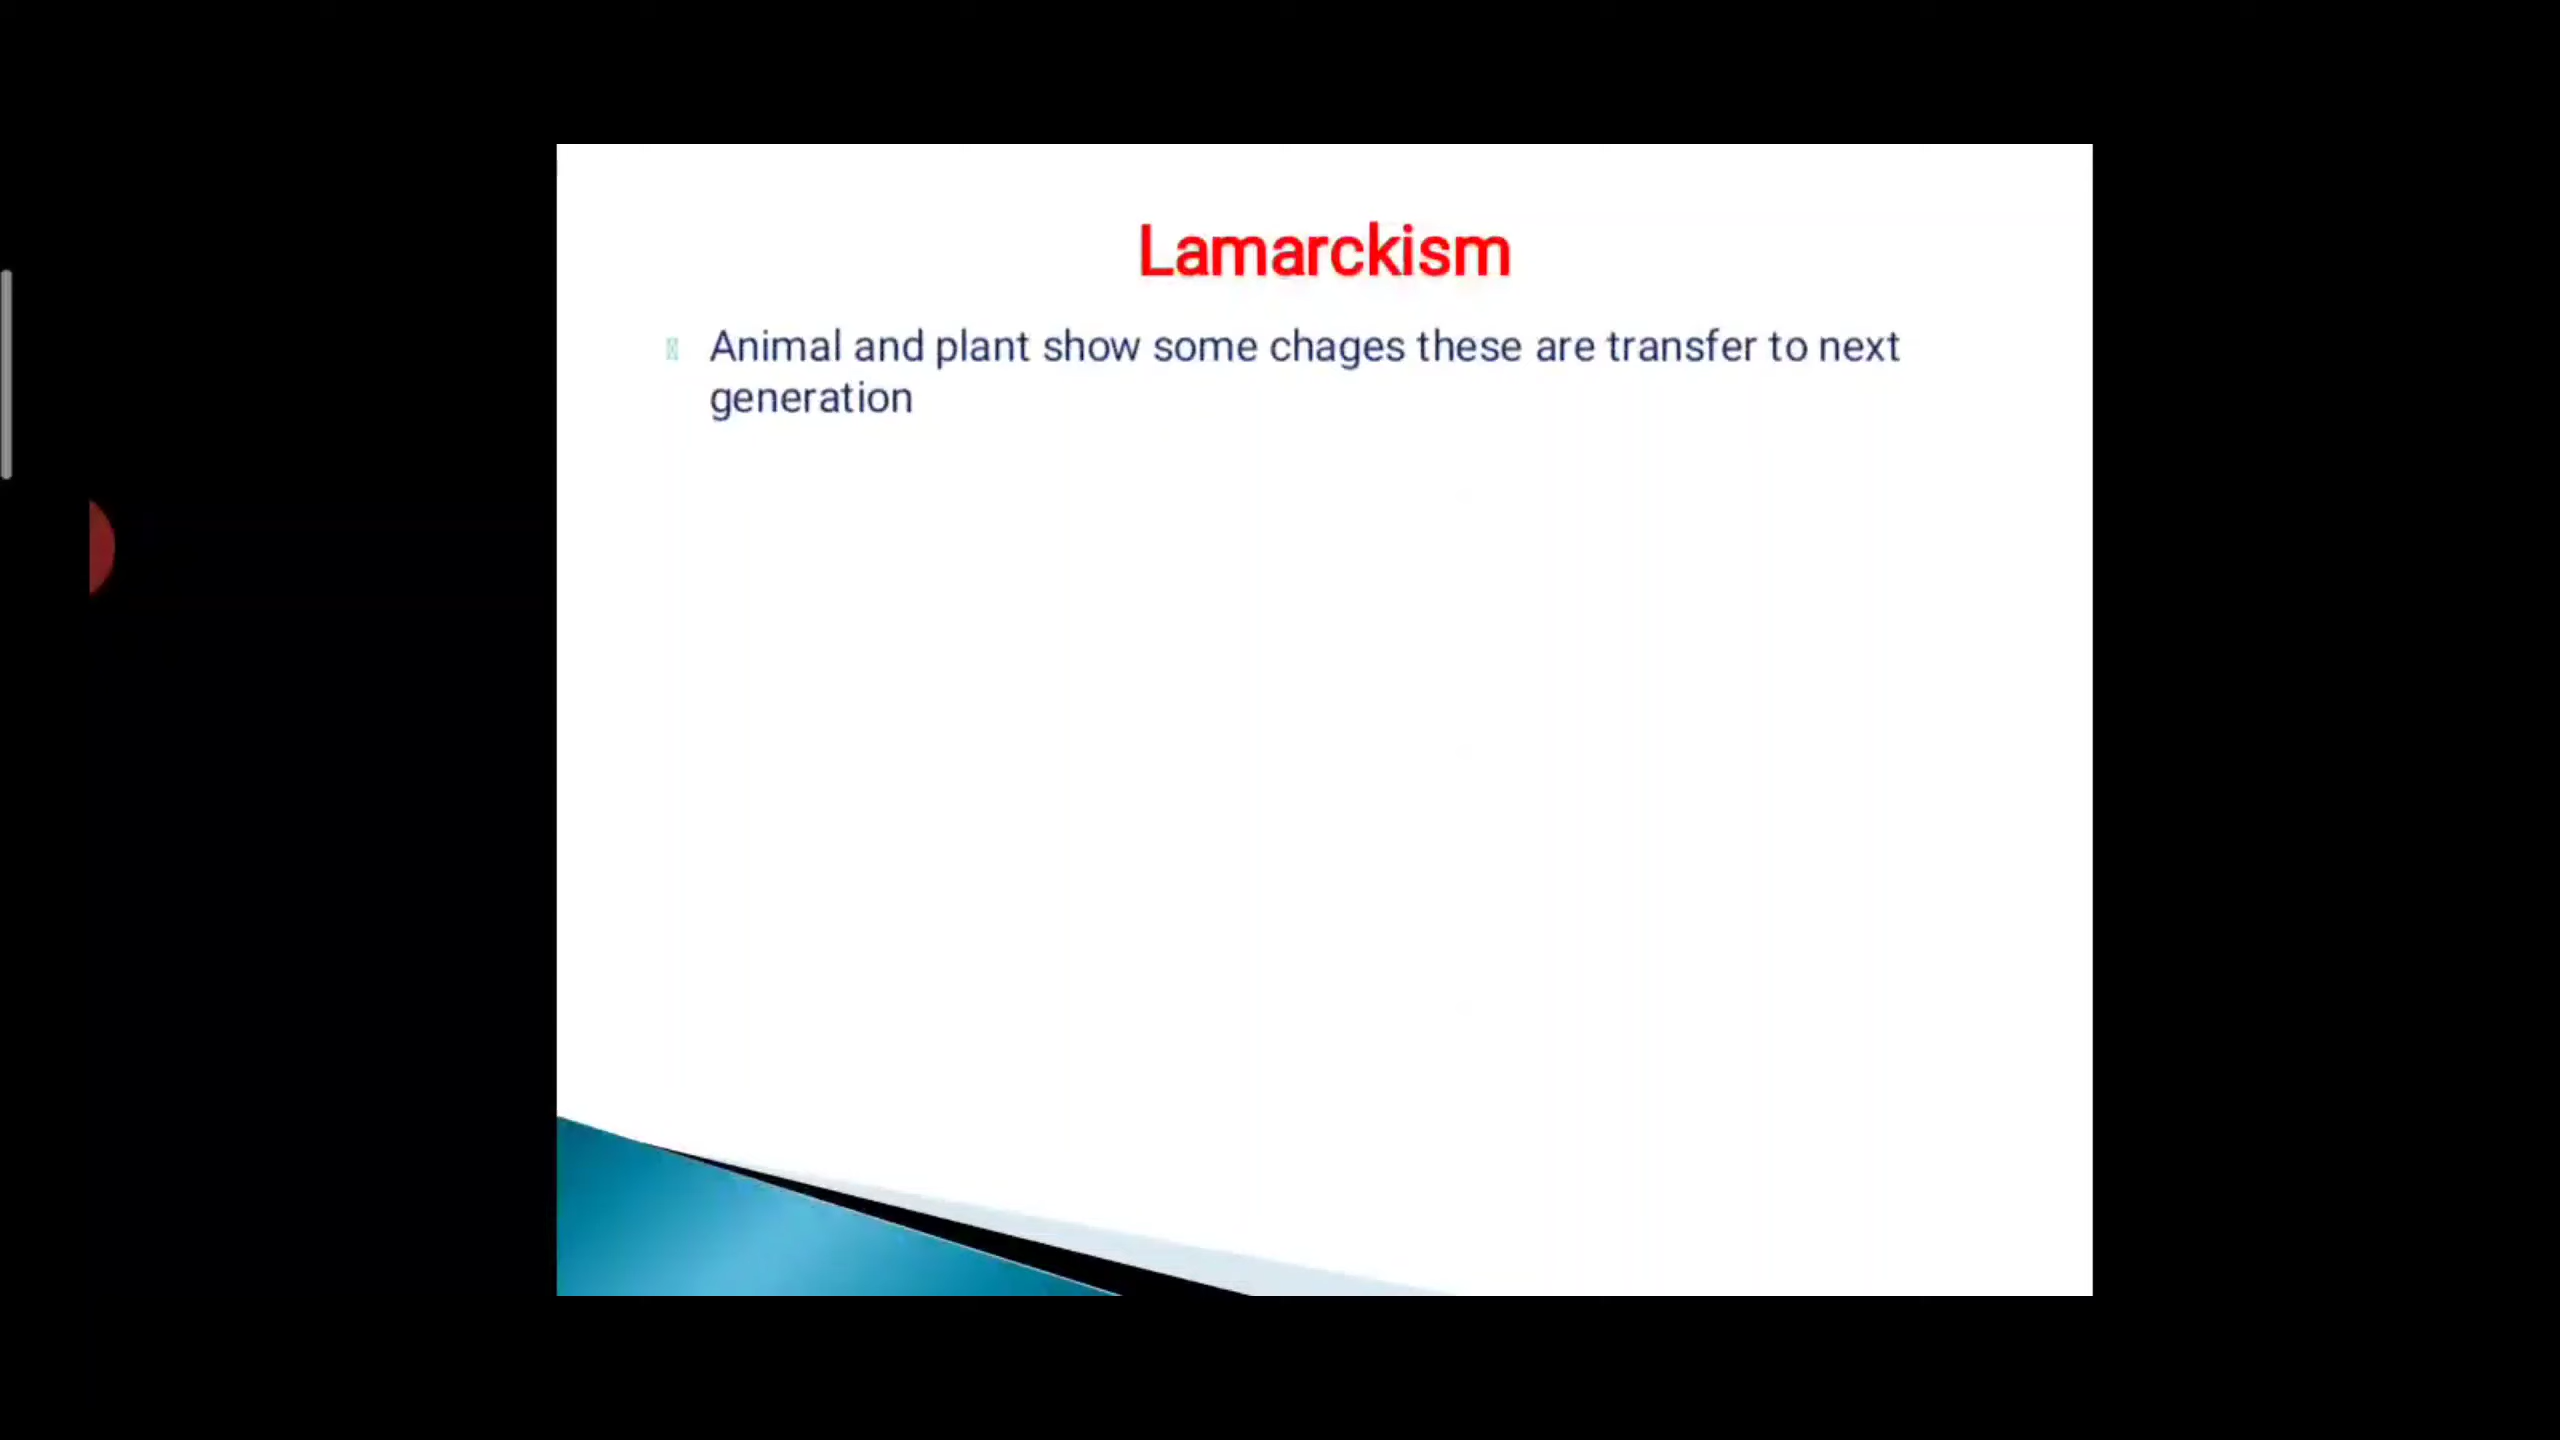 Lamarckism
Animal and plant show some chages these are transfer to next
generation